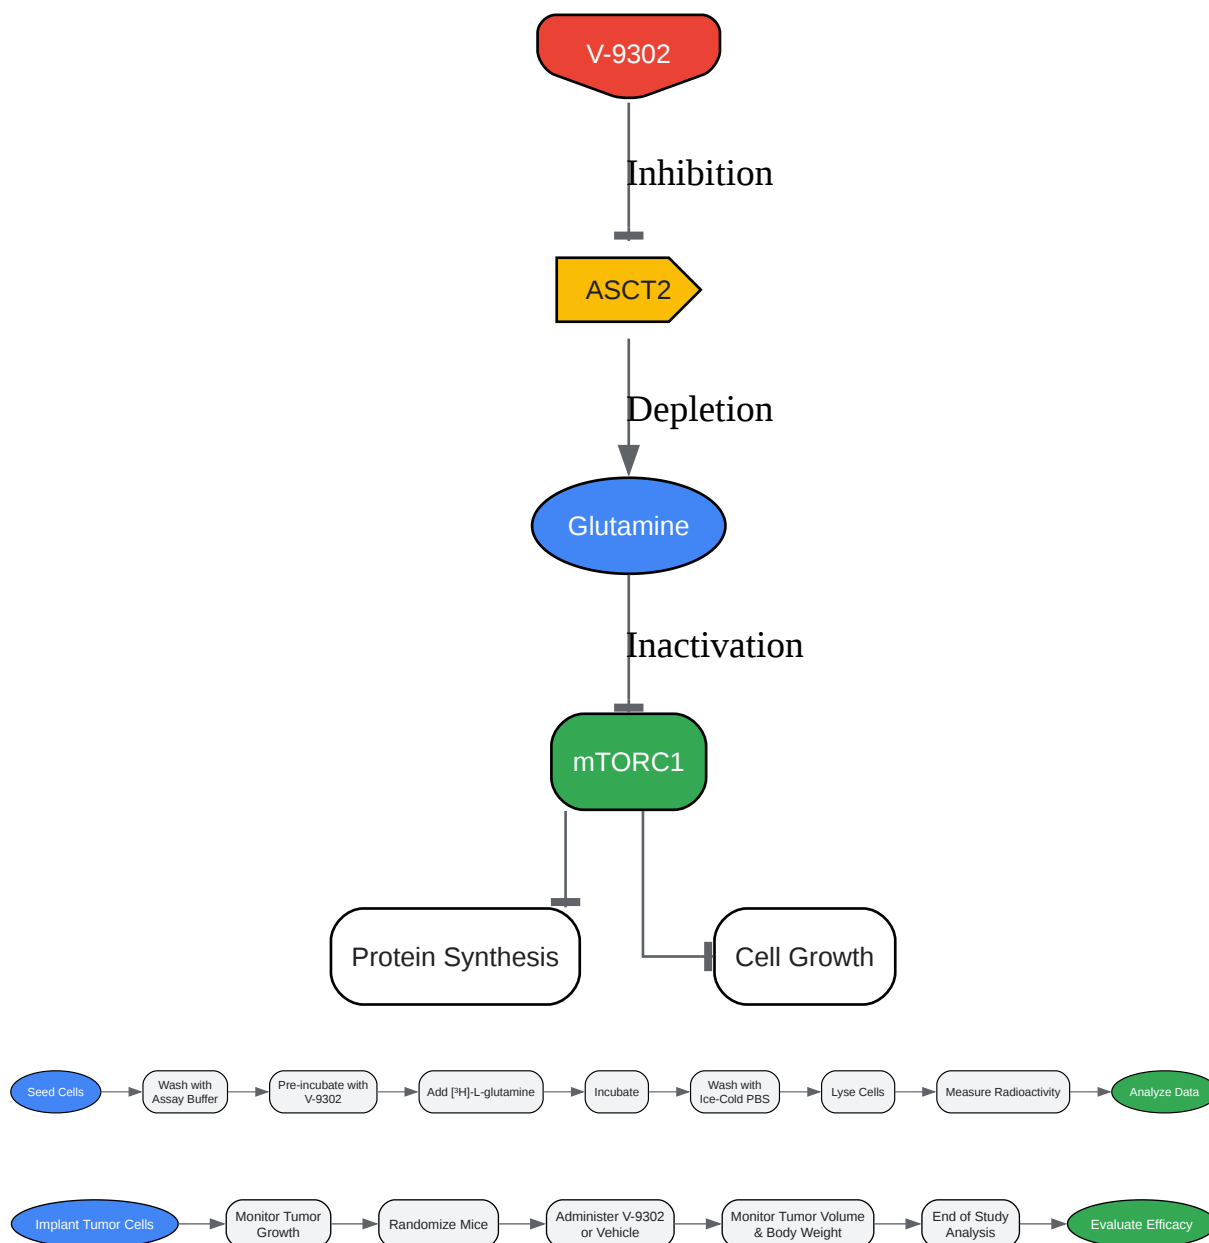 V-9302
Inhibition
ASCT2
Depletion
Glutamine
Inactivation
mTORC1
Protein Synthesis
Cell Growth
Seed Cells
Wash with
Assay Buffer
Pre-incubate with
V-9302
Add [³H]-L-glutamine
Incubate
Wash with
Ice-Cold PBS
Lyse Cells
Measure Radioactivity
Analyze Data
Implant Tumor Cells
Monitor Tumor
Growth
Randomize Mice
Administer V-9302
or Vehicle
Monitor Tumor Volume
& Body Weight
End of Study
Analysis
Evaluate Efficacy